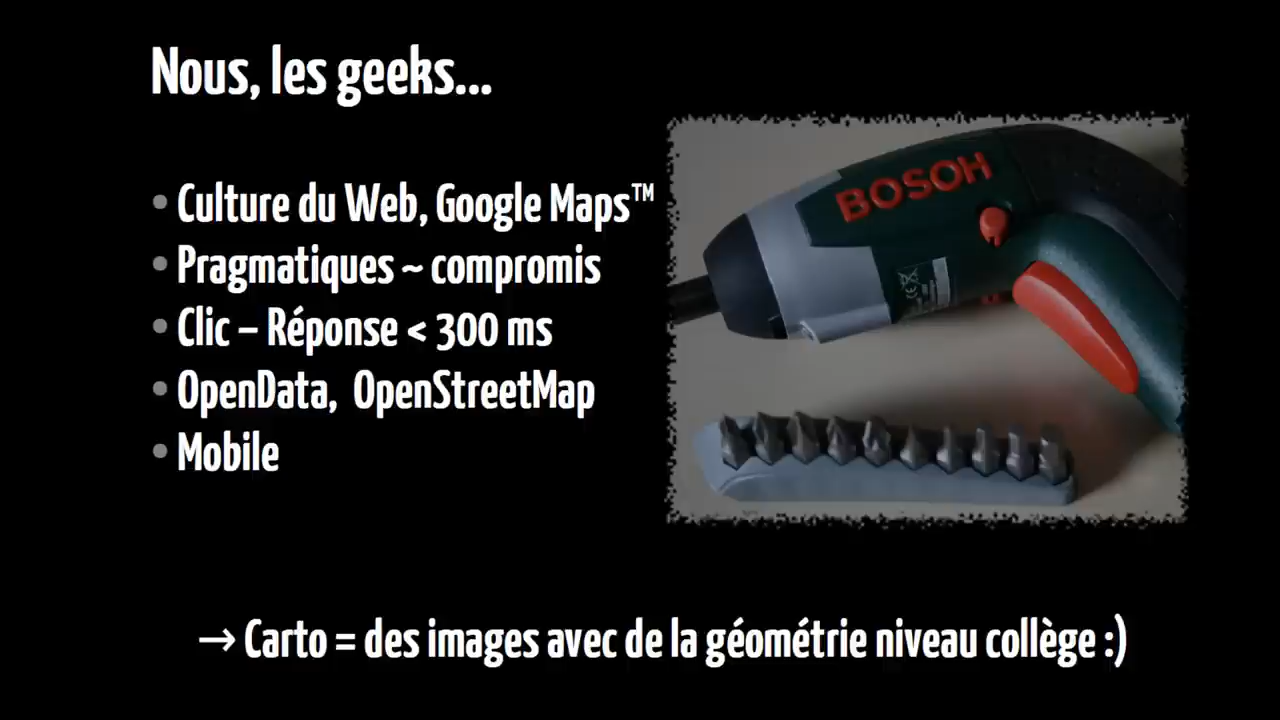 Nous, les geeks...
• Culture du Web, Google Maps™
• Pragmatiques ~ compromis
• Clic – Réponse < 300 ms
• OpenData, OpenStreetMap
• Mobile
BOSOH
CE
→ Carto = des images avec de la géométrie niveau collège :)